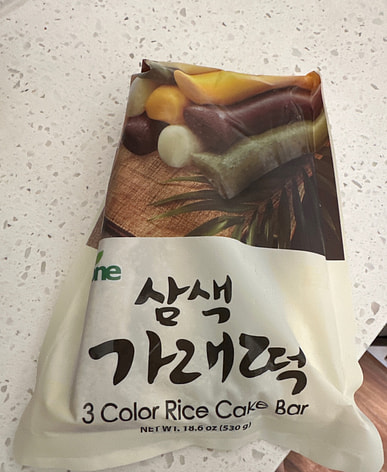 삼색
가래떡
3 Color Rice Cake Bar
NET WT. 18.6 oz (530 g)